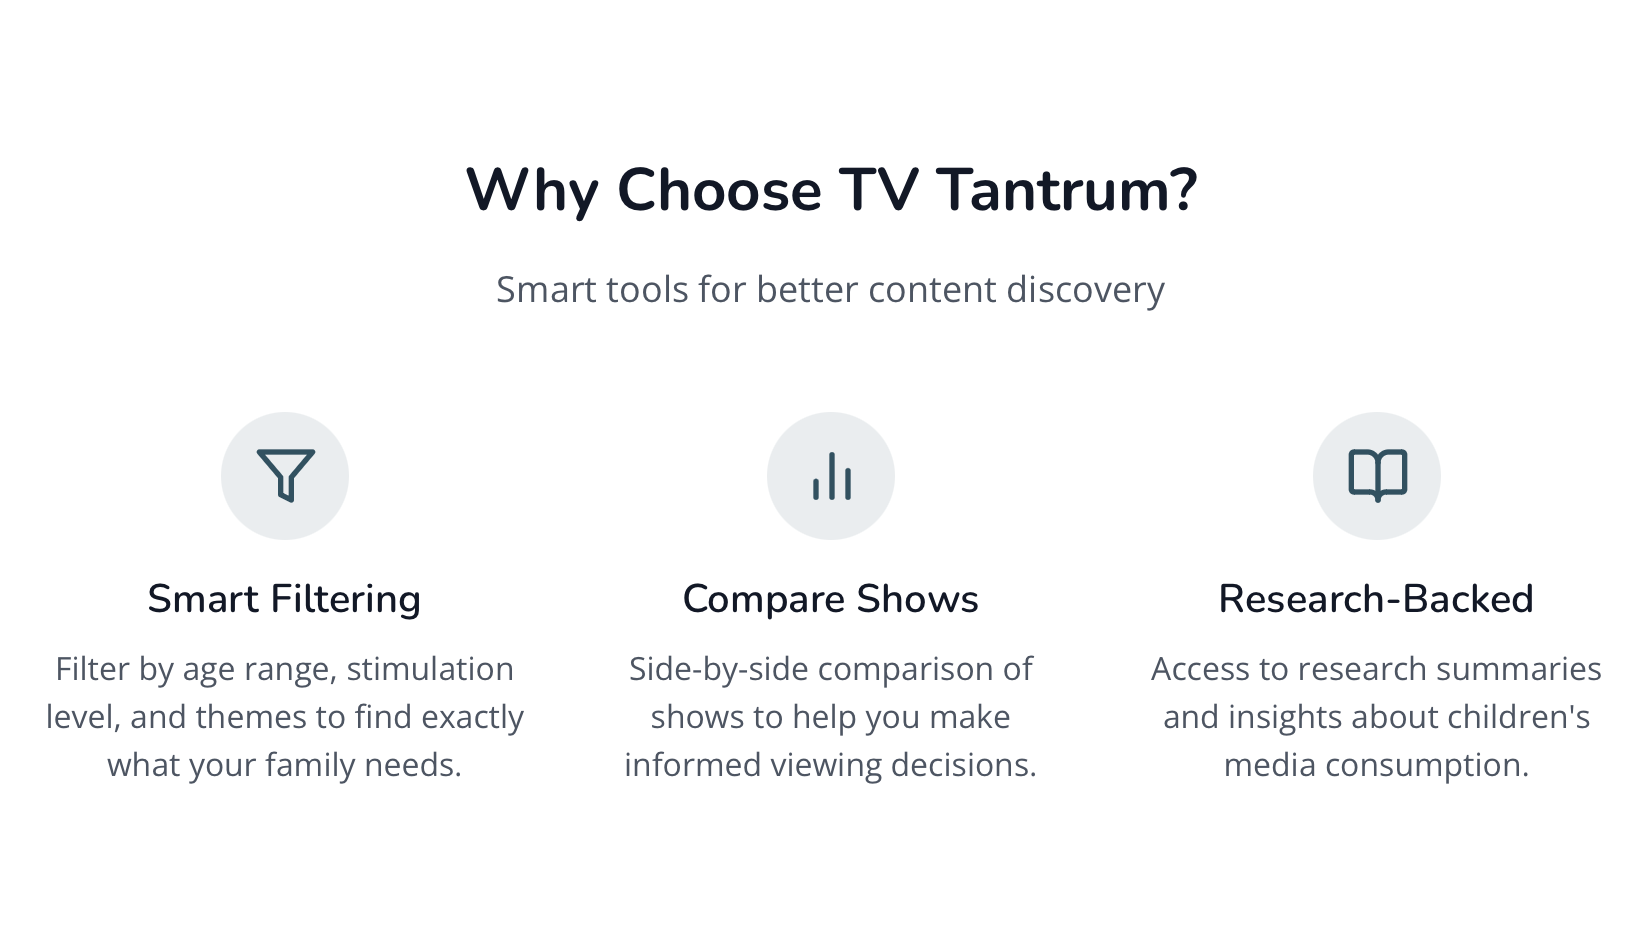 Why Choose TV Tantrum?
Smart tools for better content discovery
Smart Filtering
Filter by age range, stimulation
level, and themes to find exactly
what your family needs.
Compare Shows
Side-by-side comparison of
shows to help you make
informed viewing decisions.
Research-Backed
Access to research summaries
and insights about children's
media consumption.